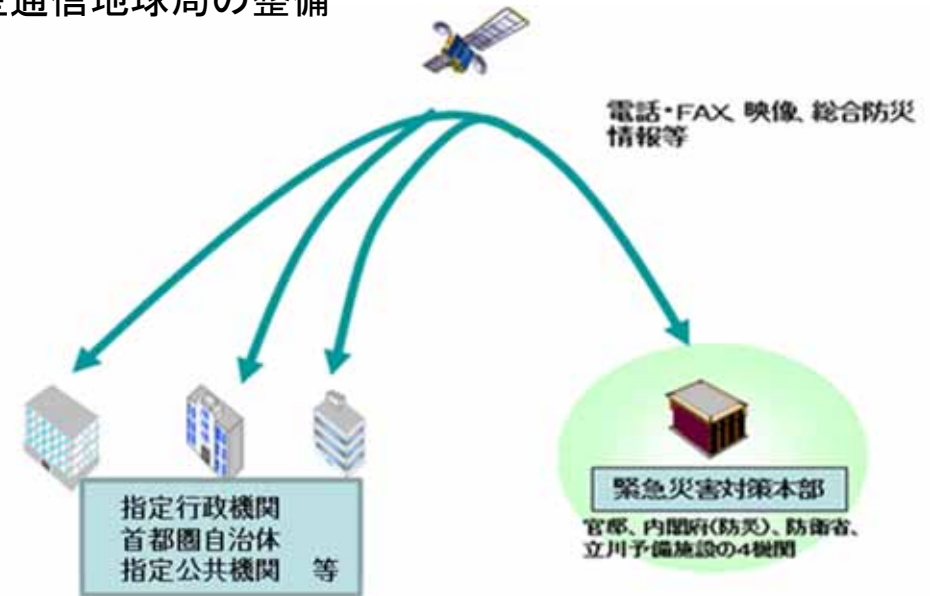 通信地球局の整備
電話・FAX、映像、総合防災
情報等
指定行政機関
首都圏自治体
指定公共機関 等
緊急災害対策本部
官邸、内閣府(防災)、防衛省、
立川予備施設の4機関